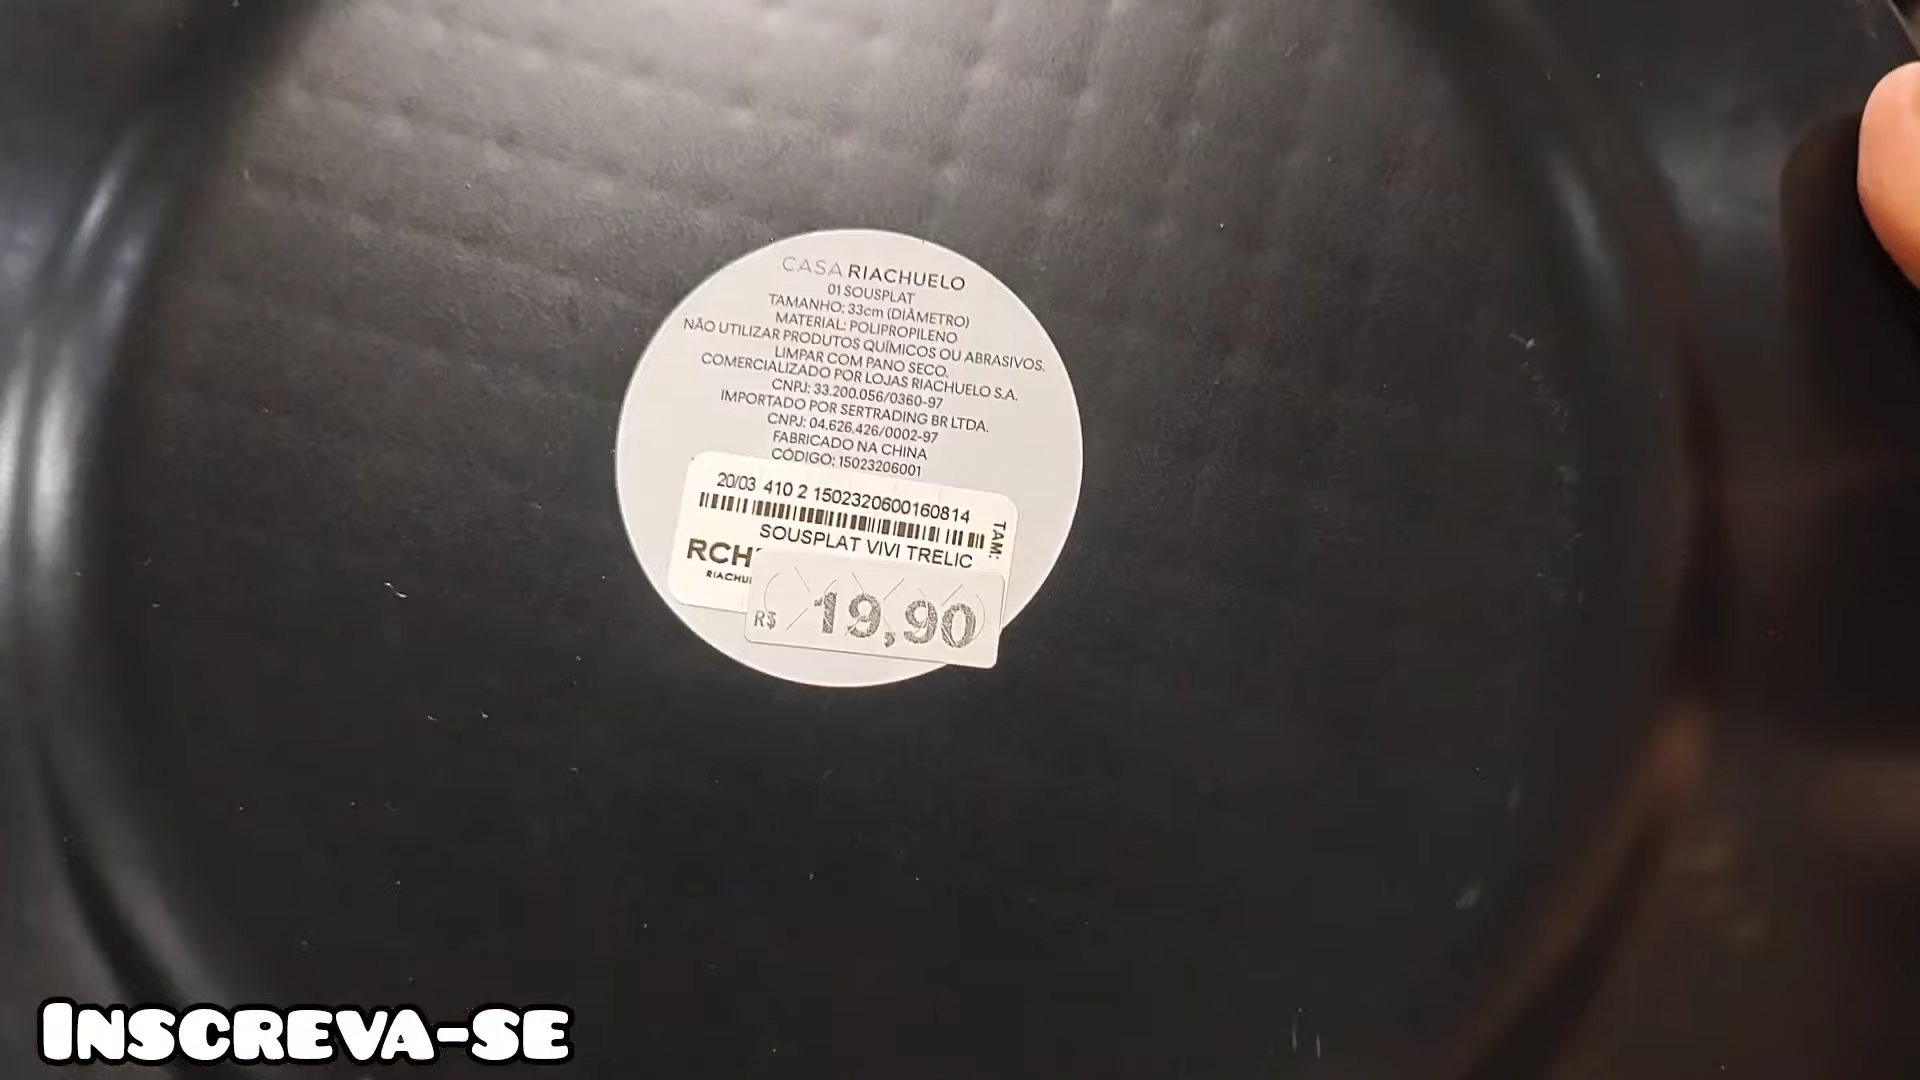 CASA RIACHUELO
01 SOUSPLAT
TAMANHO: 33cm (DIÂMETRO)
MATERIAL: POLIPROPILENO
NÃO UTILIZAR PRODUTOS QUÍMICOS OU ABRASIVOS.
LIMPAR COM PANO SECO.
COMERCIALIZADO POR LOJAS RIACHUELO S.A.
CNPJ: 33.200.056/0360-97
IMPORTADO POR SERTRADING BR LTDA.
CNPJ: 04.626.426/0002-97
FABRICADO NA CHINA
CÓDIGO: 15023206001
20/03 410 2 1502320600160814
TAM:
SOUSPLAT VIVI TRELIC
RCH
RIACHU
R$ 19,90
INSCREVA-SE